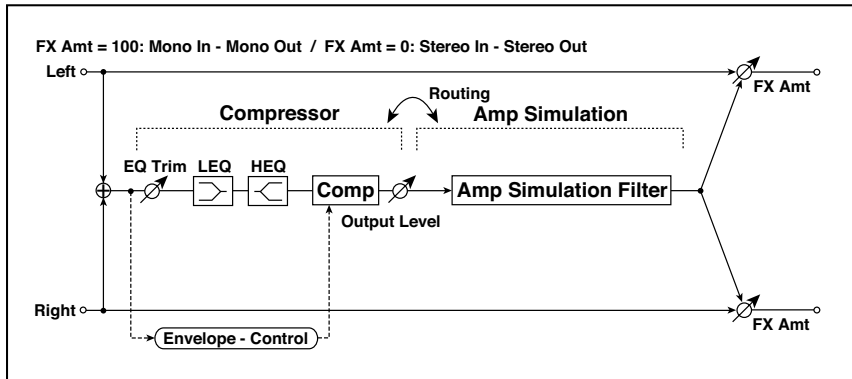 FX Amt = 100: Mono In - Mono Out / FX Amt = 0: Stereo In - Stereo Out
Left
FX Amt
Routing
Compressor
Amp Simulation
EQ Trim
LEQ
HEQ
Comp
Amp Simulation Filter
Output Level
Right
FX Amt
Envelope - Control